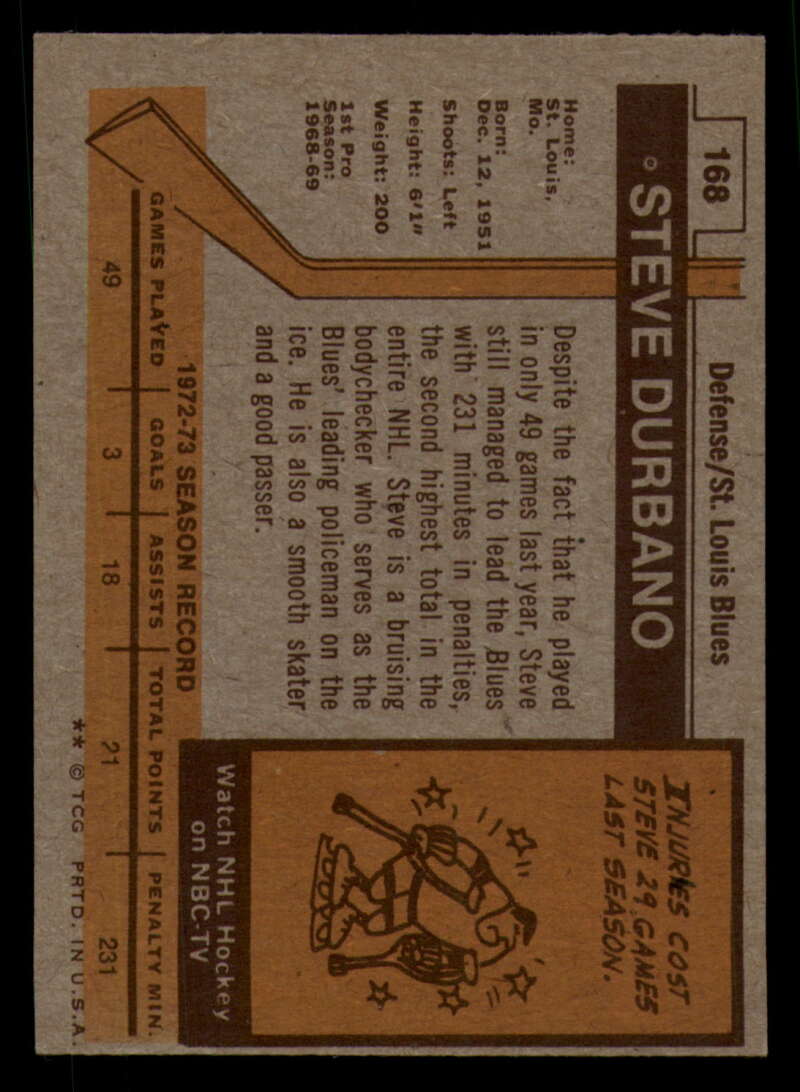 168
Defense/St. Louis Blues
STEVE DURBANO
Home:
St. Louis,
Mo.
Born:
Dec. 12, 1951
Shoots: Left
Height: 6'1"
Weight: 200
1st Pro
Season:
1968-69
Despite the fact that he played
in only 49 games last year, Steve
still managed to lead the Blues
with 231 minutes in penalties,
the second highest total in the
entire NHL. Steve is a bruising
bodychecker who serves as the
Blues' leading policeman on the
ice. He is also a smooth skater
and a good passer.
INJURIES COST
STEVE 29 GAMES
LAST SEASON.
Watch NHL Hockey
on NBC-TV
1972-73 SEASON RECORD
GAMES PLAYED GOALS ASSISTS TOTAL POINTS PENALTY MIN.
49 3 18 21 231
** © TCG PRTD. IN U.S.A.